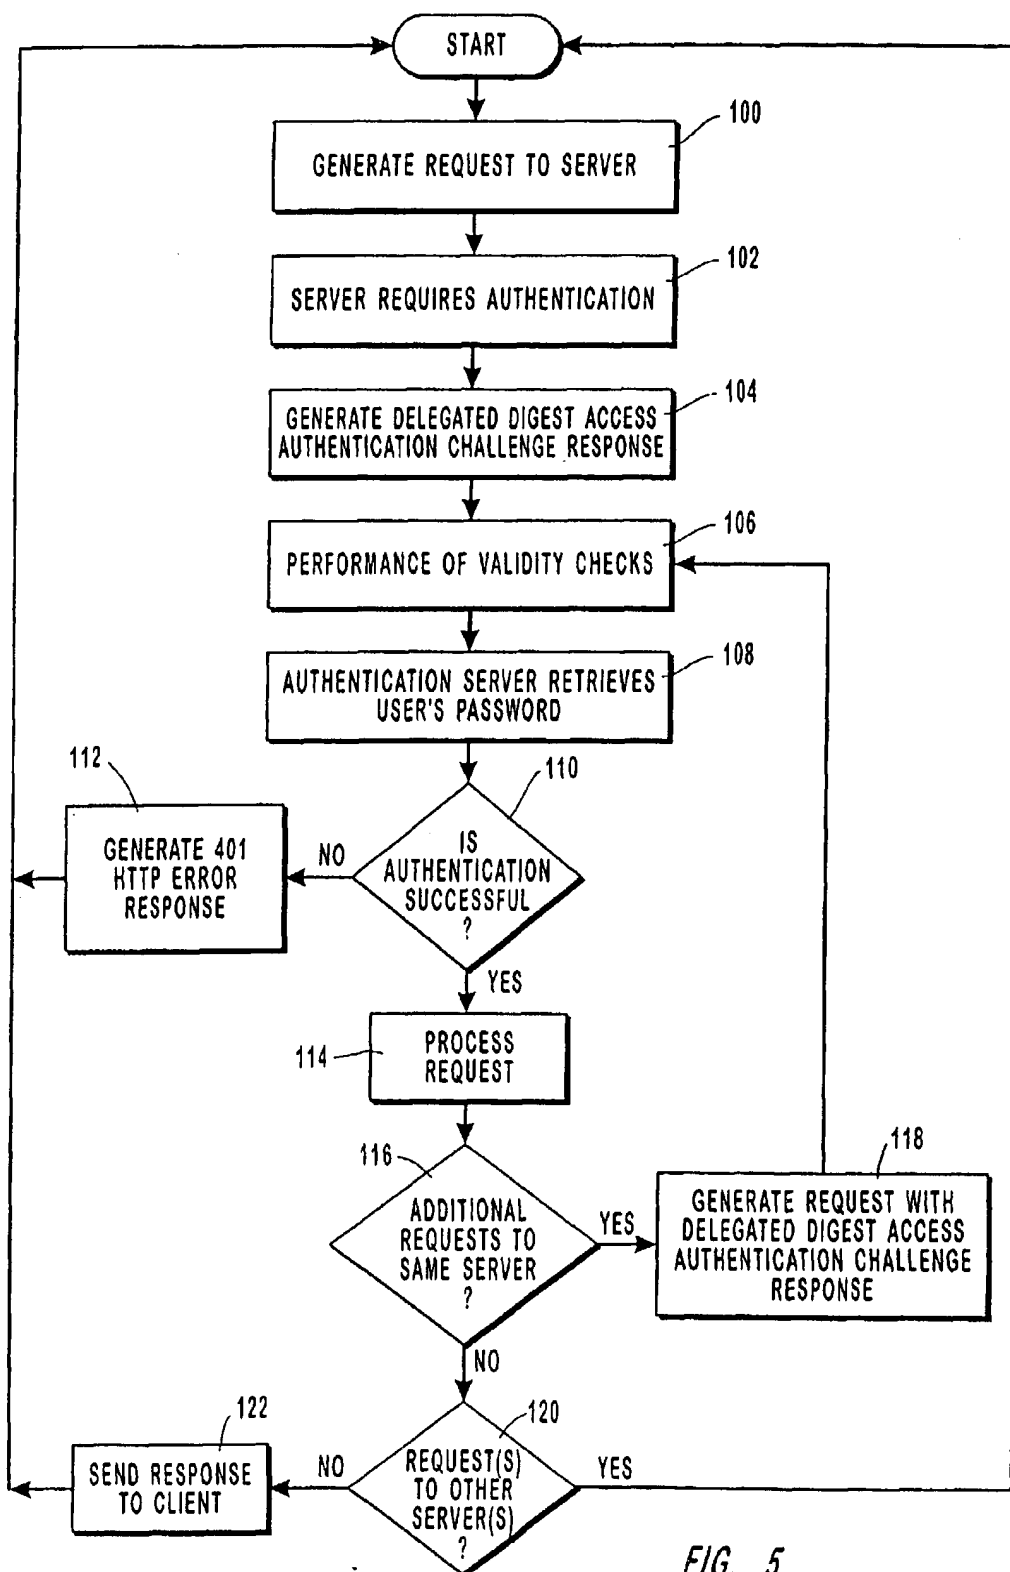 START
100
GENERATE REQUEST TO SERVER
102
SERVER REQUIRES AUTHENTICATION
104
GENERATE DELEGATED DIGEST ACCESS
AUTHENTICATION CHALLENGE RESPONSE
106
PERFORMANCE OF VALIDITY CHECKS
108
AUTHENTICATION SERVER RETRIEVES
USER'S PASSWORD
112
110
GENERATE 401
HTTP ERROR
RESPONSE
NO
IS
AUTHENTICATION
SUCCESSFUL
?
YES
114
PROCESS
REQUEST
116
118
ADDITIONAL
REQUESTS TO
SAME SERVER
?
YES
GENERATE REQUEST WITH
DELEGATED DIGEST ACCESS
AUTHENTICATION CHALLENGE
RESPONSE
NO
122
120
SEND RESPONSE
TO CLIENT
NO
REQUEST(S)
TO OTHER
SERVER(S)
?
YES
FIG. 5